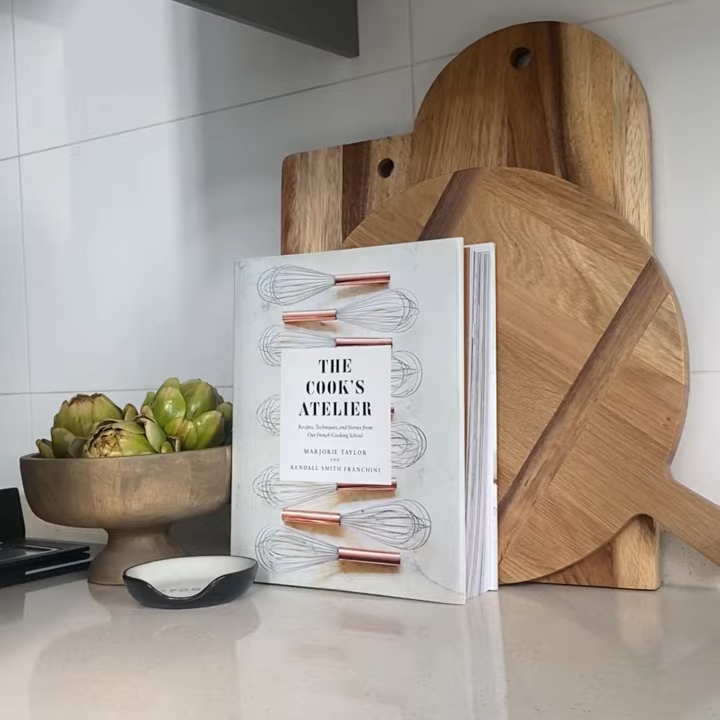 THE
COOK'S
ATELIER
Recipes, Techniques, and Stories from
Our French Cooking School
MARJORIE TAYLOR
AND
KENDALL SMITH FRANCHINI